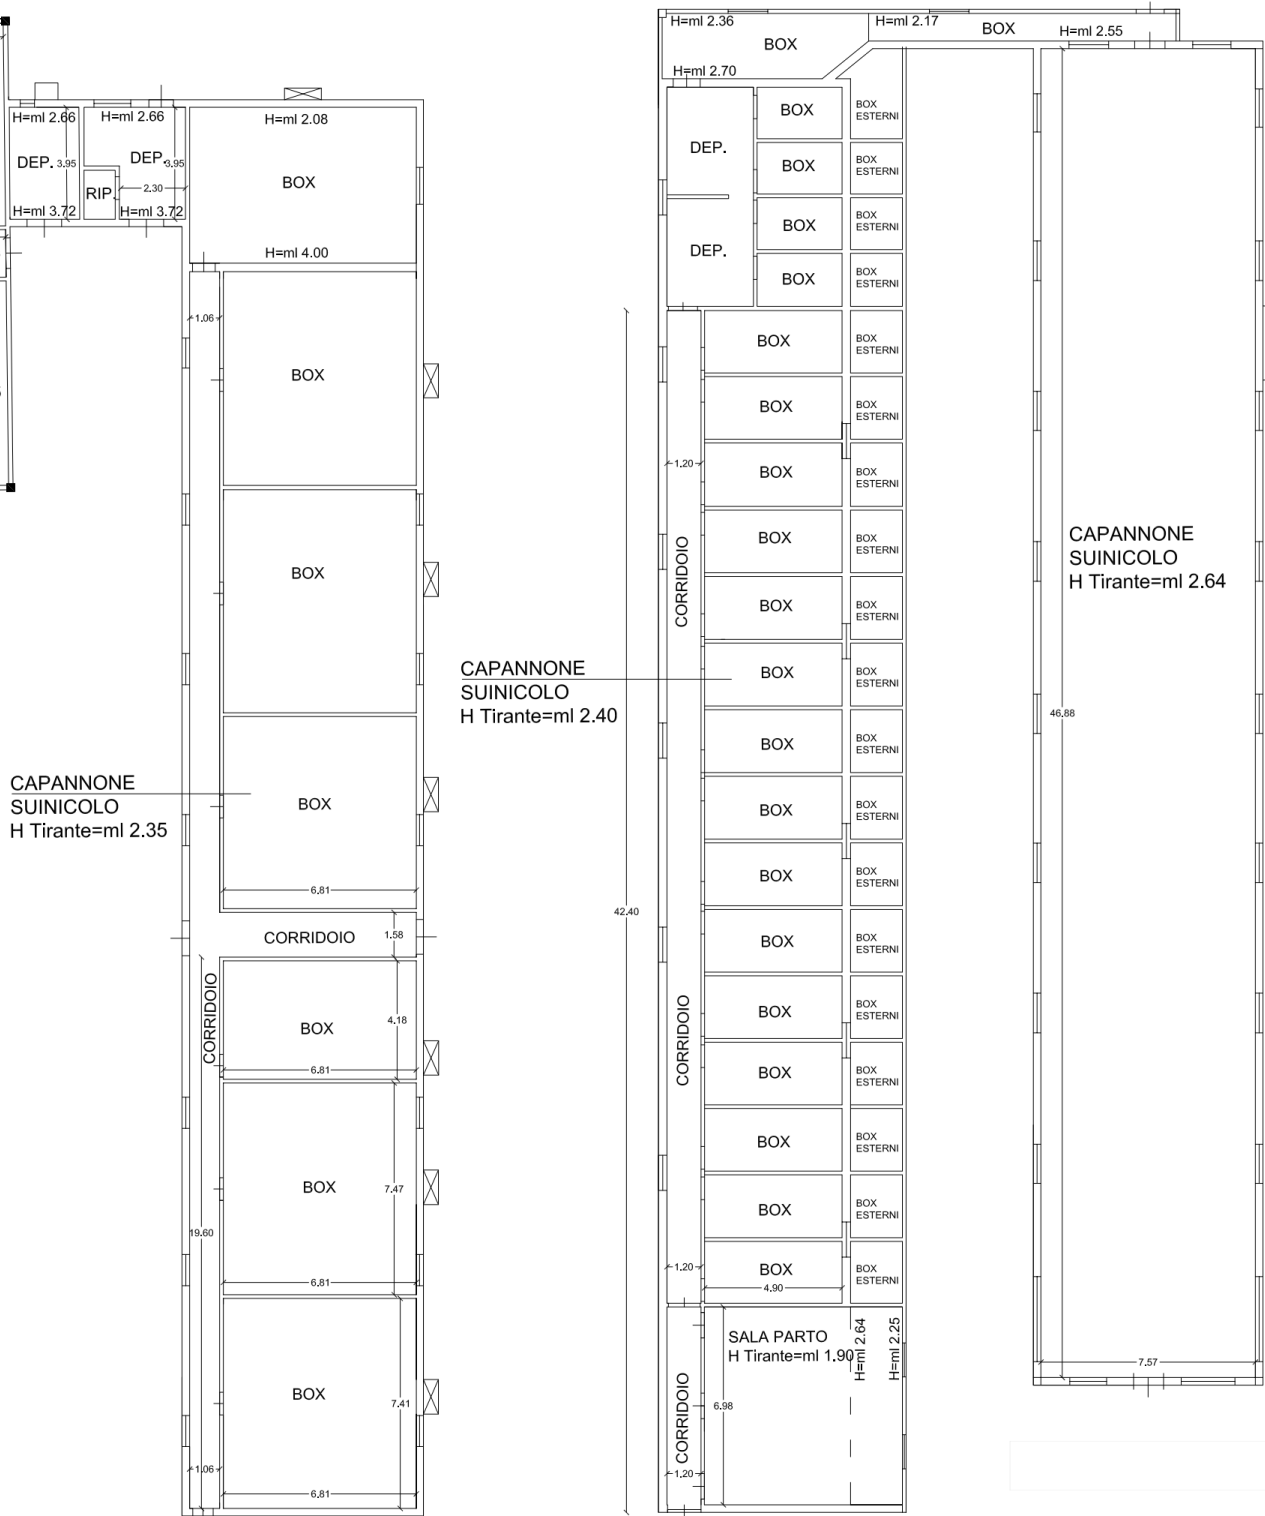 H=ml 2.66
H=ml 2.66
DEP.
3.95
DEP.
3.95
RIP.
2.30
H=ml 3.72
H=ml 3.72
H=ml 2.08
BOX
H=ml 4.00
1.06
BOX
BOX
BOX
CAPANNONE
SUINICOLO
H Tirante=ml 2.35
6.81
CORRIDOIO
1.58
CORRIDOIO
BOX
4.18
6.81
BOX
7.47
19.60
6.81
BOX
7.41
1.06
6.81
H=ml 2.36
BOX
H=ml 2.70
H=ml 2.17
BOX
H=ml 2.55
DEP.
DEP.
BOX
BOX
ESTERNI
BOX
BOX
ESTERNI
BOX
BOX
ESTERNI
BOX
BOX
ESTERNI
BOX
BOX
ESTERNI
BOX
BOX
ESTERNI
1.20
BOX
BOX
ESTERNI
CORRIDOIO
BOX
BOX
ESTERNI
BOX
BOX
ESTERNI
CAPANNONE
SUINICOLO
H Tirante=ml 2.40
BOX
BOX
ESTERNI
BOX
BOX
ESTERNI
BOX
BOX
ESTERNI
BOX
BOX
ESTERNI
42.40
BOX
BOX
ESTERNI
CORRIDOIO
BOX
BOX
ESTERNI
BOX
BOX
ESTERNI
BOX
BOX
ESTERNI
BOX
BOX
ESTERNI
1.20
BOX
BOX
ESTERNI
4.90
SALA PARTO
H Tirante=ml 1.90
H=ml 2.64
H=ml 2.25
CORRIDOIO
6.98
1.20
CAPANNONE
SUINICOLO
H Tirante=ml 2.64
46.88
7.57